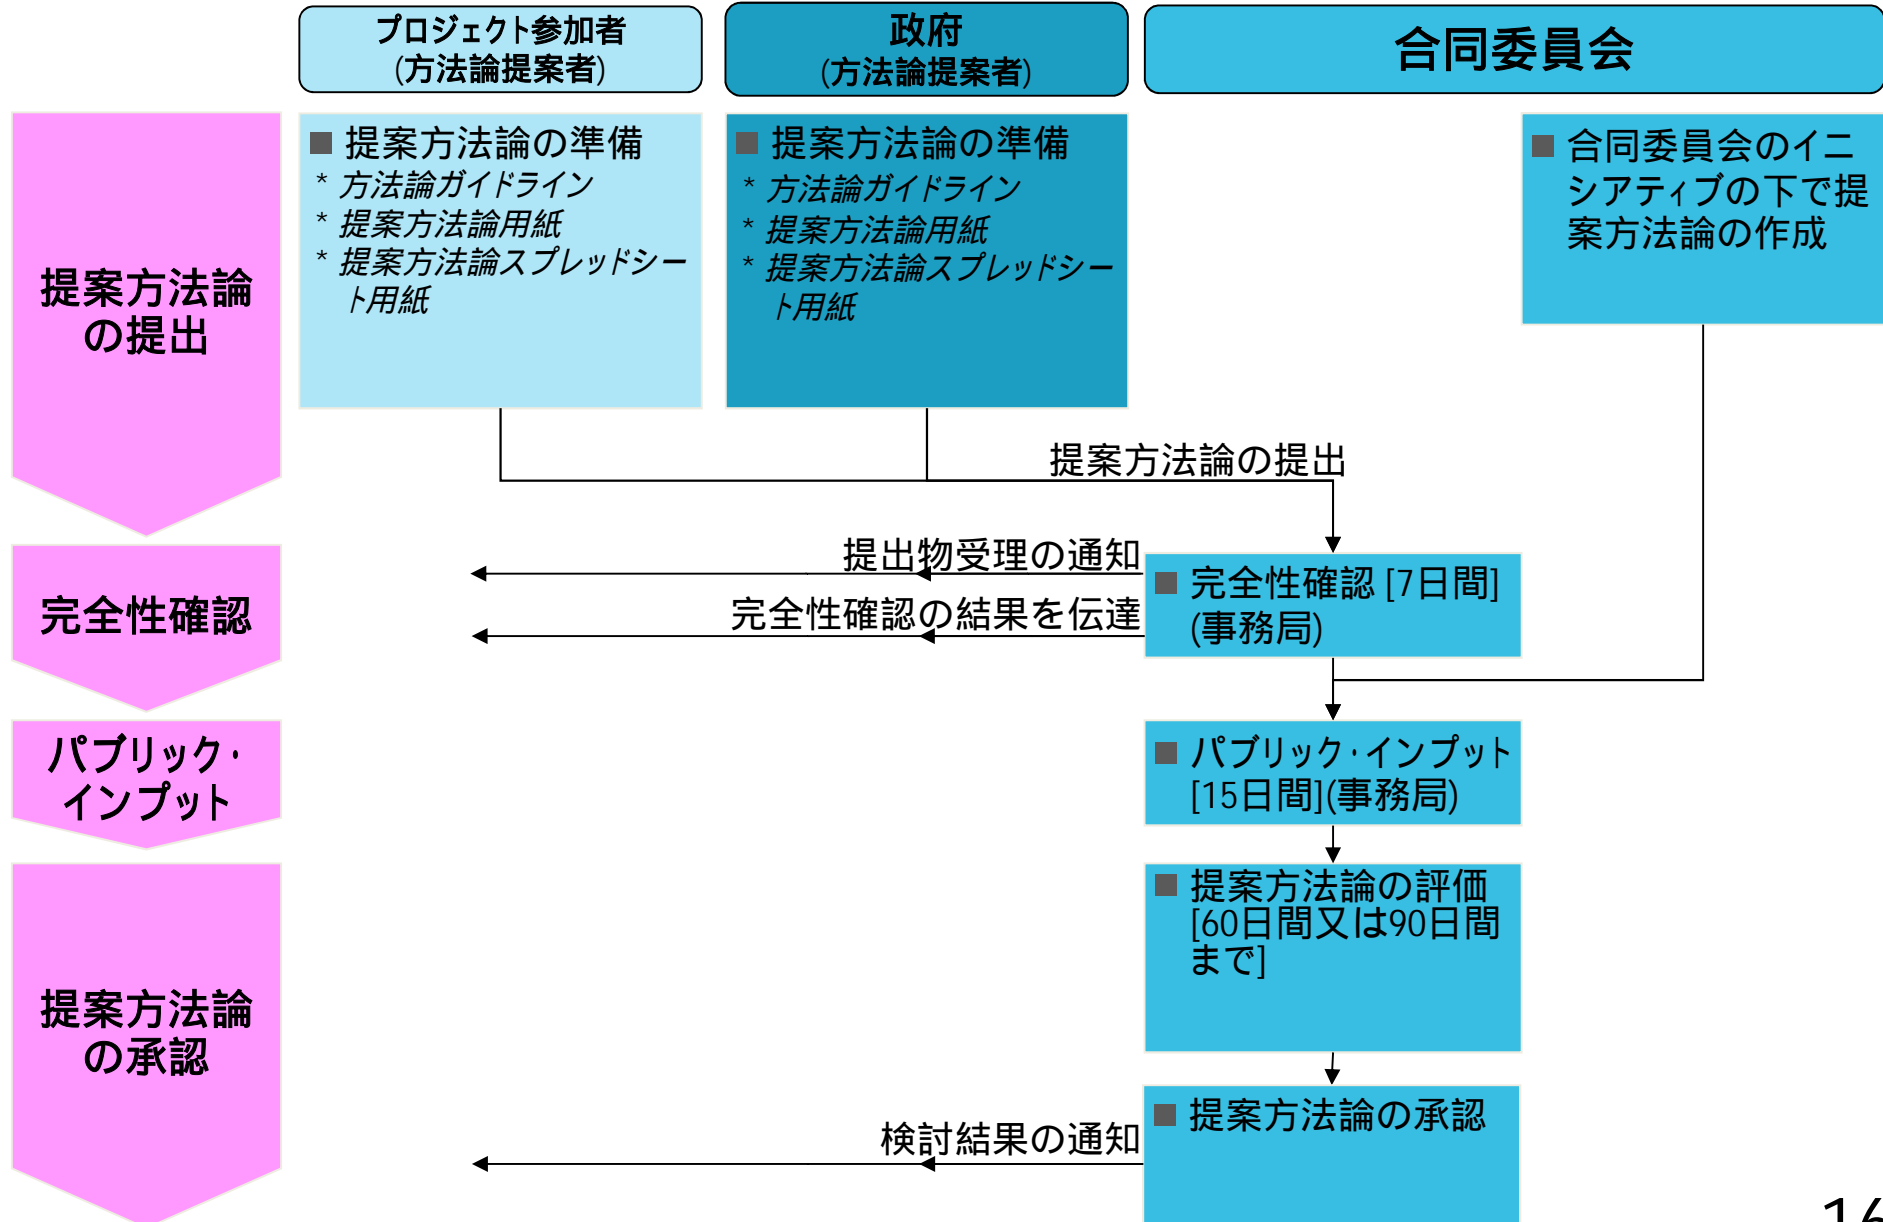 プロジェクト参加者
(方法論提案者)
政府
(方法論提案者)
合同委員会
提案方法論
の提出
■ 提案方法論の準備
* 方法論ガイドライン
* 提案方法論用紙
* 提案方法論スプレッドシー
ト用紙
■ 提案方法論の準備
* 方法論ガイドライン
* 提案方法論用紙
* 提案方法論スプレッドシー
ト用紙
■ 合同委員会のイニ
シアティブの下で提
案方法論の作成
提案方法論の提出
完全性確認
提出物受理の通知
完全性確認の結果を伝達
■ 完全性確認 [7日間]
(事務局)
パブリック・
インプット
■ パブリック・インプット
[15日間](事務局)
提案方法論
の承認
■ 提案方法論の評価
[60日間又は90日間
まで]
検討結果の通知
■ 提案方法論の承認
16